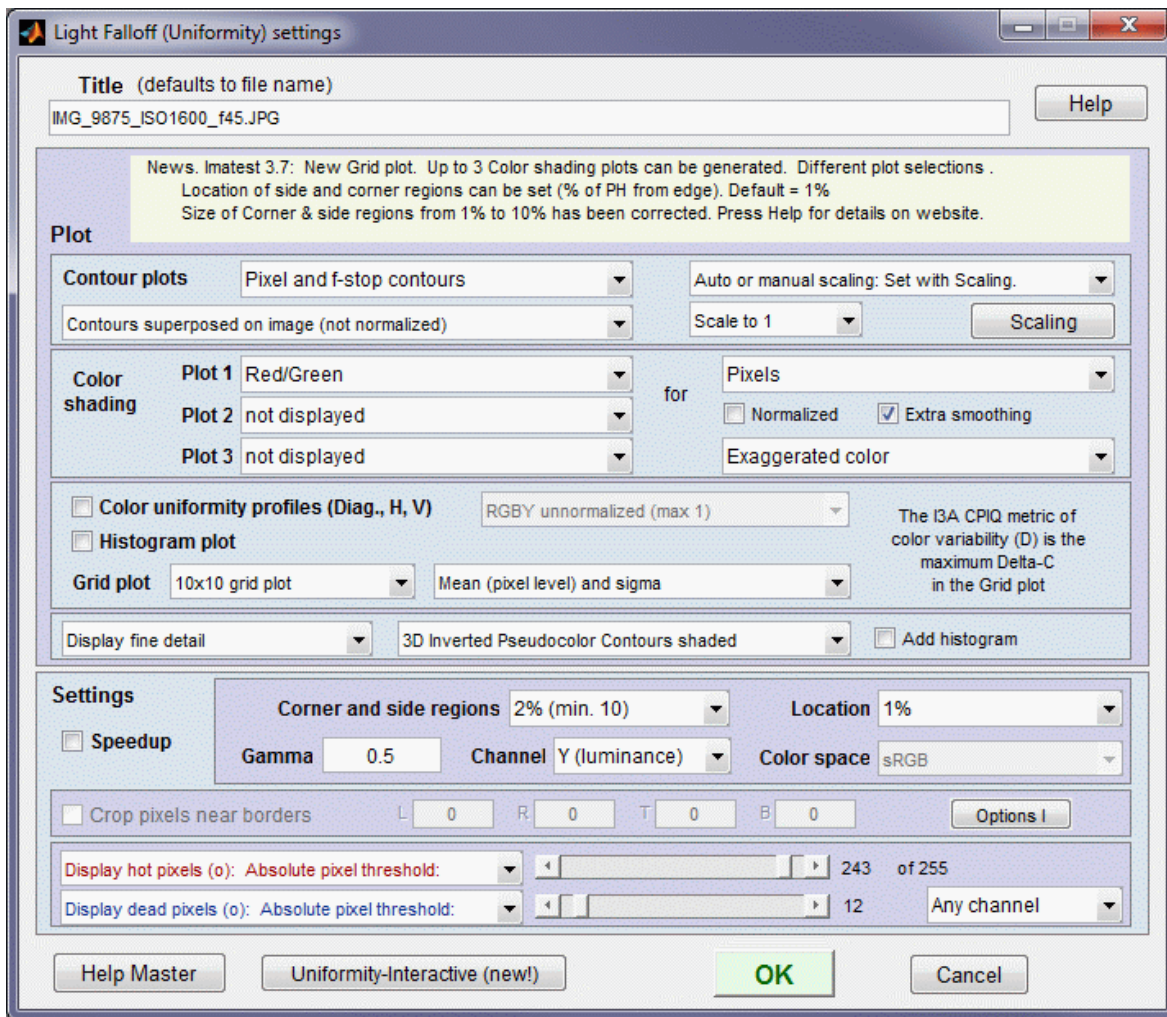 Light Falloff (Uniformity) settings
Title (defaults to file name)
IMG_9875_ISO1600_f45.JPG
Help
News. Imatest 3.7: New Grid plot. Up to 3 Color shading plots can be generated. Different plot selections .
Location of side and corner regions can be set (% of PH from edge). Default = 1%
Size of Corner & side regions from 1% to 10% has been corrected. Press Help for details on website.
Plot
Contour plots Pixel and f-stop contours Auto or manual scaling: Set with Scaling.
Contours superposed on image (not normalized) Scale to 1 Scaling
Color shading
Plot 1 Red/Green for Pixels
Plot 2 not displayed Normalized Extra smoothing
Plot 3 not displayed Exaggerated color
Color uniformity profiles (Diag., H, V) RGBY unnormalized (max 1)
Histogram plot
The I3A CPIQ metric of
color variability (D) is the
maximum Delta-C
in the Grid plot
Grid plot 10x10 grid plot Mean (pixel level) and sigma
Display fine detail 3D Inverted Pseudocolor Contours shaded Add histogram
Settings
Corner and side regions 2% (min. 10) Location 1%
Speedup
Gamma 0.5 Channel Y (luminance) Color space sRGB
Crop pixels near borders L 0 R 0 T 0 B 0 Options I
Display hot pixels (o): Absolute pixel threshold: 243 of 255
Display dead pixels (o): Absolute pixel threshold: 12 Any channel
Help Master Uniformity-Interactive (new!) OK Cancel